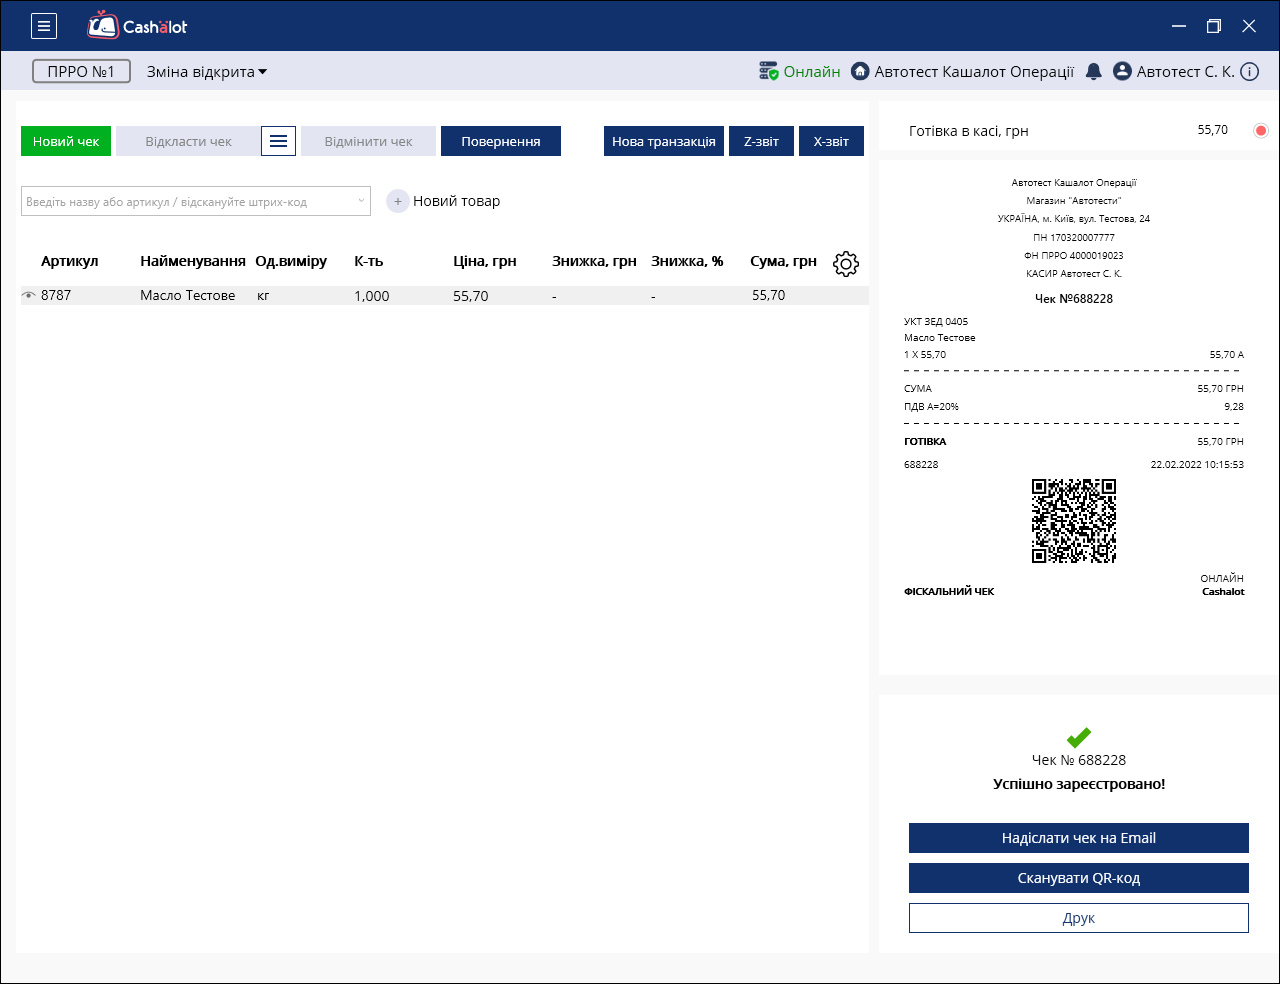 Cashalot
ПРРО №1 Зміна відкрита Онлайн Автотест Кашалот Операції Автотест С. К.
Новий чек Відкласти чек Відмінити чек Повернення Нова транзакція Z-звіт X-звіт
Введіть назву або артикул / відскануйте штрих-код + Новий товар
Артикул Найменування Од.виміру К-ть Ціна, грн Знижка, грн Знижка, % Сума, грн
8787 Масло Тестове кг 1,000 55,70 - - 55,70
Готівка в касі, грн 55,70
Автотест Кашалот Операції
Магазин "Автотести"
УКРАЇНА, м. Київ, вул. Тестова, 24
ПН 170320007777
ФН ПРРО 4000019023
КАСИР Автотест С. К.
Чек №688228
УКТ ЗЕД 0405
Масло Тестове
1 X 55,70 55,70 А
СУМА 55,70 ГРН
ПДВ А=20% 9,28
ГОТІВКА 55,70 ГРН
688228 22.02.2022 10:15:53
ОНЛАЙН
ФІСКАЛЬНИЙ ЧЕК Cashalot
Чек № 688228
Успішно зареєстровано!
Надіслати чек на Email
Сканувати QR-код
Друк